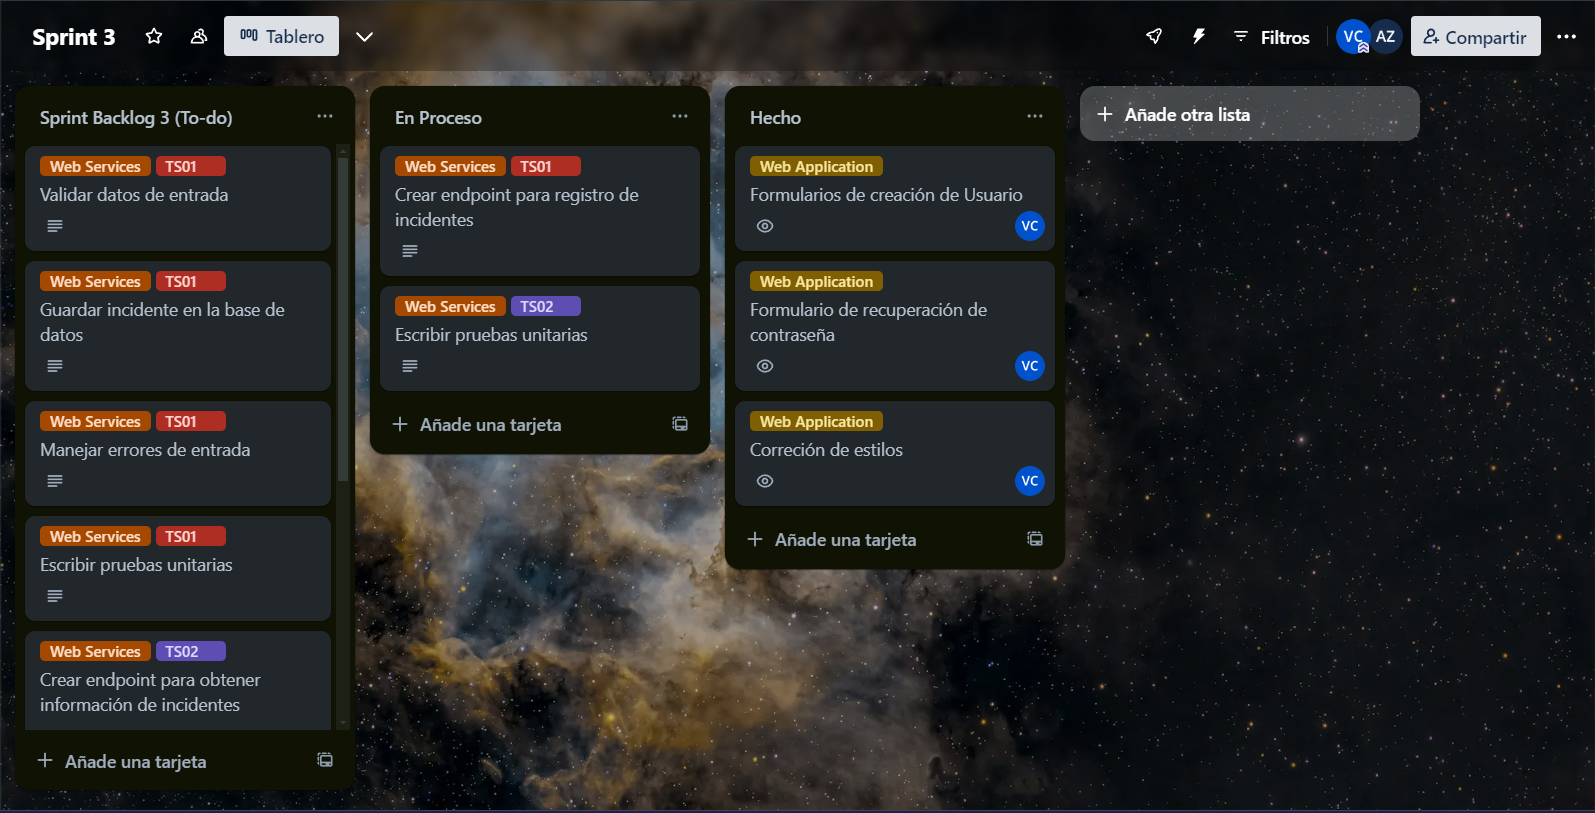 Sprint 3
Tablero
Filtros
VC
AZ
Compartir
Sprint Backlog 3 (To-do)
Web Services TS01
Validar datos de entrada
Web Services TS01
Guardar incidente en la base de
datos
Web Services TS01
Manejar errores de entrada
Web Services TS01
Escribir pruebas unitarias
Web Services TS02
Crear endpoint para obtener
información de incidentes
+ Añade una tarjeta
En Proceso
Web Services TS01
Crear endpoint para registro de
incidentes
Web Services TS02
Escribir pruebas unitarias
+ Añade una tarjeta
Hecho
Web Application
Formularios de creación de Usuario
VC
Web Application
Formulario de recuperación de
contraseña
VC
Web Application
Correción de estilos
VC
+ Añade una tarjeta
+ Añade otra lista